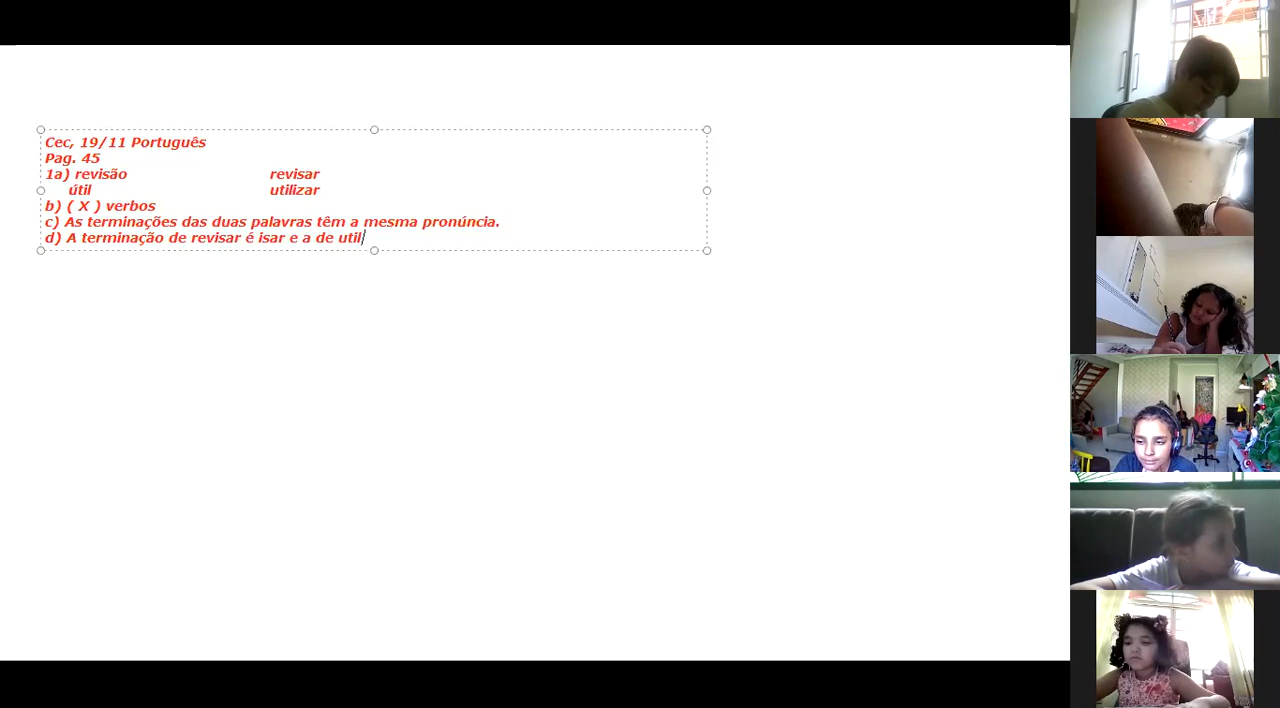 Cec, 19/11 Português
Pag. 45
1a) revisão revisar
útil utilizar
b) ( X ) verbos
c) As terminações das duas palavras têm a mesma pronúncia.
d) A terminação de revisar é isar e a de util